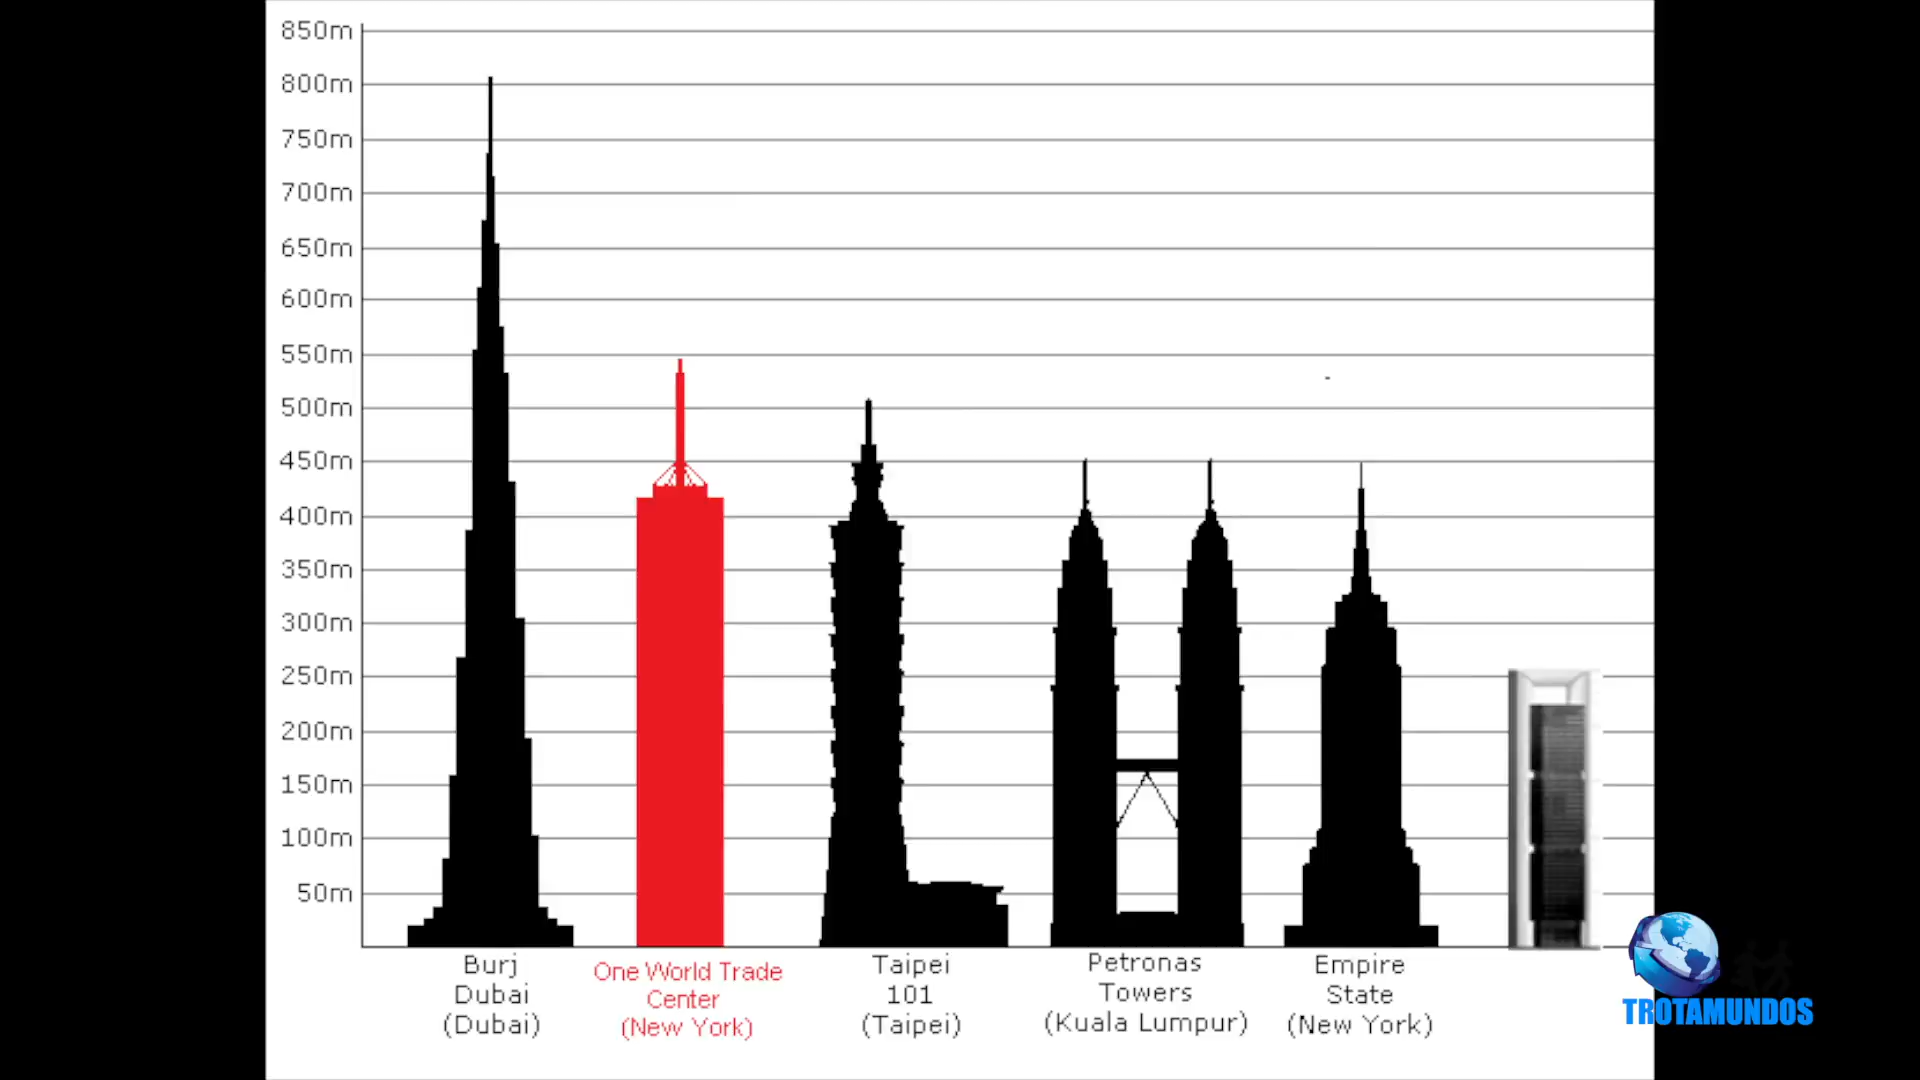 850m
800m
750m
700m
650m
600m
550m
500m
450m
400m
350m
300m
250m
200m
150m
100m
50m
Burj
Dubai
(Dubai)
One World Trade
Center
(New York)
Taipei
101
(Taipei)
Petronas
Towers
(Kuala Lumpur)
Empire
State
(New York)
TROTAMUNDOS